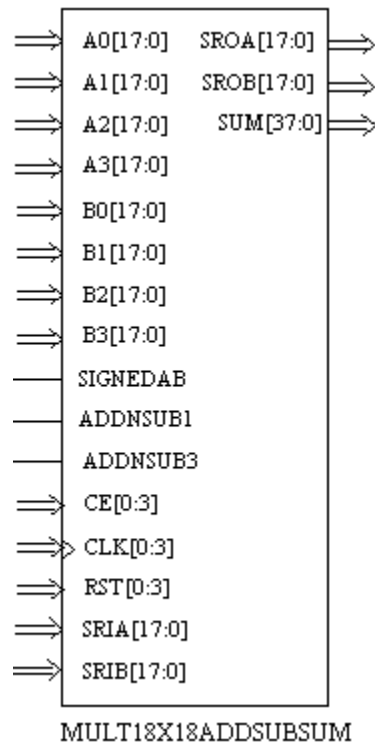 A0[17:0] SROA[17:0]
A1[17:0] SROB[17:0]
A2[17:0] SUM[37:0]
A3[17:0]
B0[17:0]
B1[17:0]
B2[17:0]
B3[17:0]
SIGNEDAB
ADDNSUB1
ADDNSUB3
CE[0:3]
CLK[0:3]
RST[0:3]
SRIA[17:0]
SRIB[17:0]
MULT18X18ADDSUBSUM